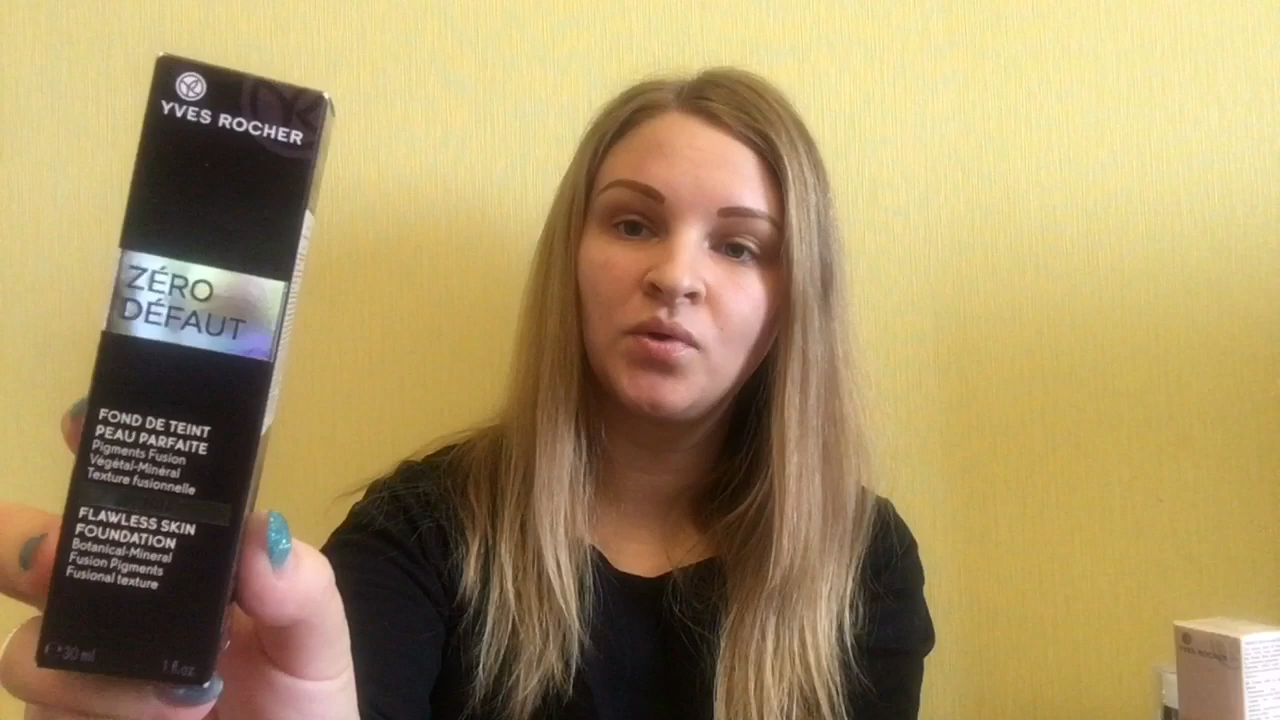 YVES ROCHER
ZÉRO
DÉFAUT
FOND DE TEINT
PEAU PARFAITE
Pigments Fusion
Végétal-Minéral
Texture fusionnelle
FLAWLESS SKIN
FOUNDATION
Botanical-Mineral
Fusion Pigments
Fusional texture
30 ml
1 fl.oz.
YVES ROCHER